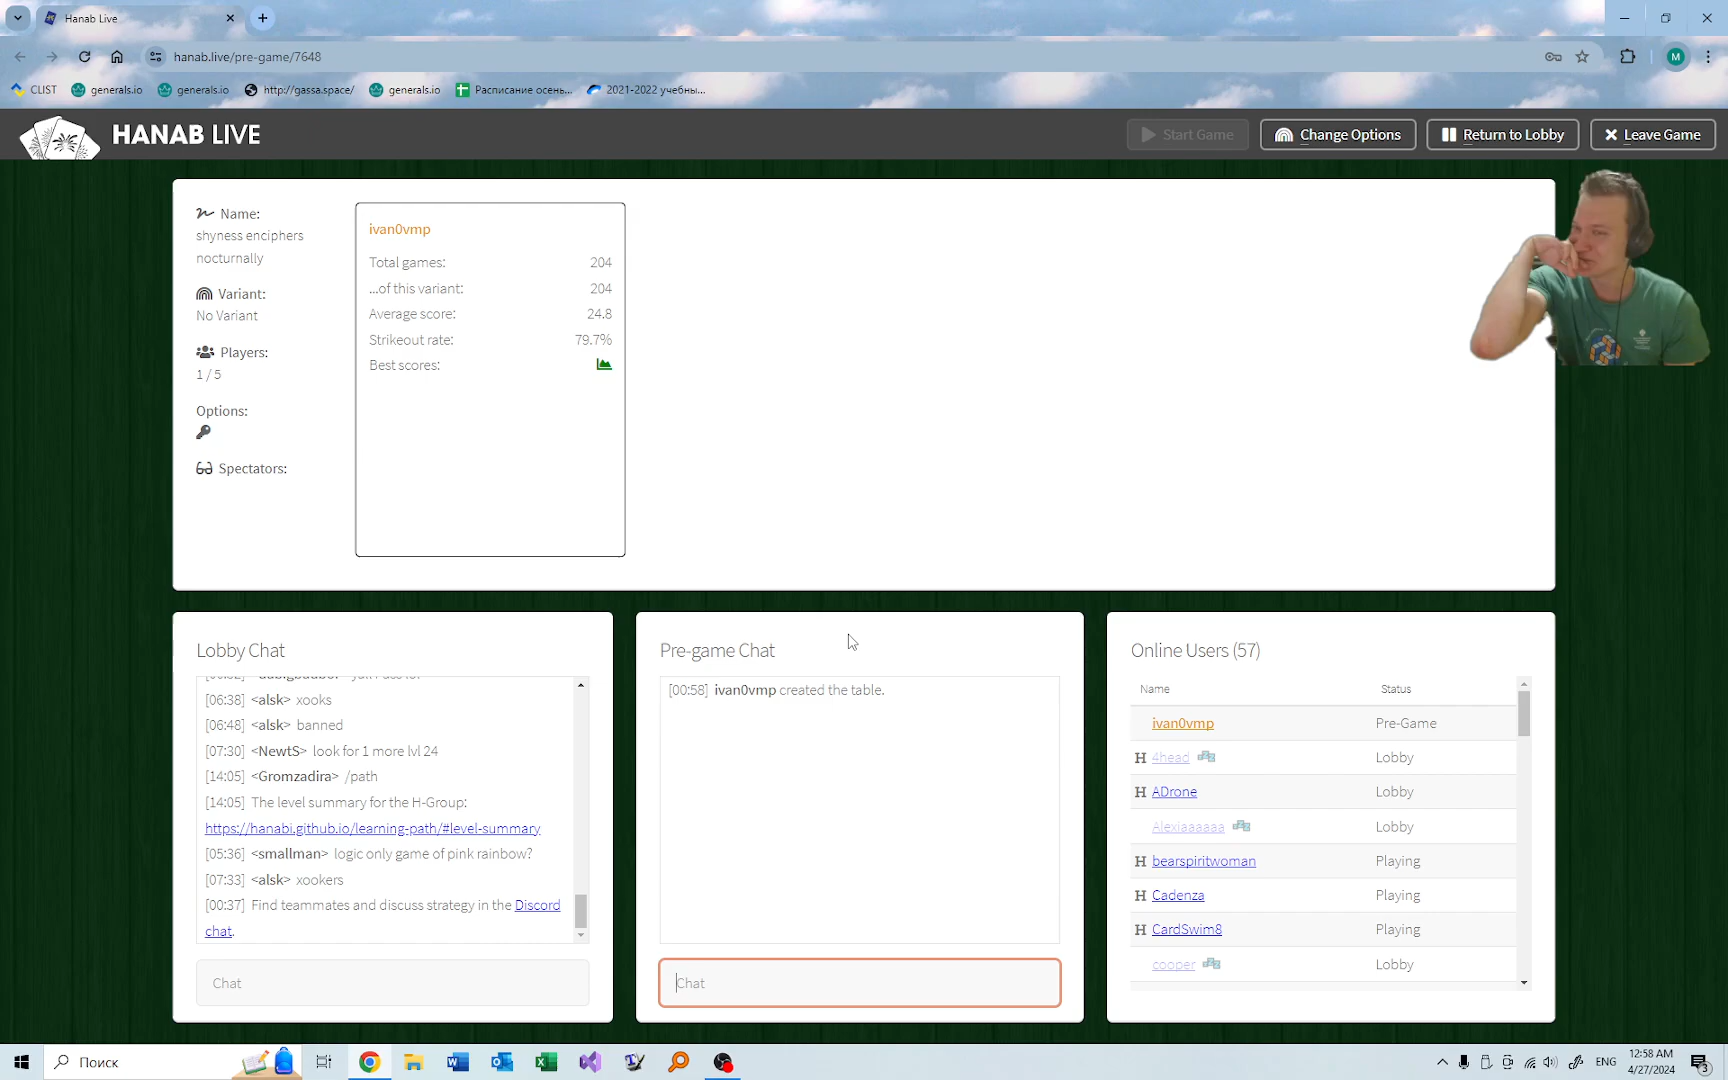 Hanab Live
hanab.live/pre-game/7648
CLIST
generals.io
generals.io
http://gassa.space/
generals.io
Расписание осень...
2021-2022 учебны...
M
HANAB LIVE
Start Game
Change Options
Return to Lobby
Leave Game
Name:
shyness enciphers
nocturnally
Variant:
No Variant
Players:
1 / 5
Options:
Spectators:
ivan0vmp
Total games: 204
...of this variant: 204
Average score: 24.8
Strikeout rate: 79.7%
Best scores:
Lobby Chat
[06:38] <alsk> xooks
[06:48] <alsk> banned
[07:30] <NewtS> look for 1 more lvl 24
[14:05] <Gromzadira> /path
[14:05] The level summary for the H-Group:
https://hanabi.github.io/learning-path/#level-summary
[05:36] <smallman> logic only game of pink rainbow?
[07:33] <alsk> xookers
[00:37] Find teammates and discuss strategy in the Discord
chat.
Chat
Pre-game Chat
[00:58] ivan0vmp created the table.
Chat
Online Users (57)
Name Status
ivan0vmp Pre-Game
H 4head Lobby
H ADrone Lobby
Alexiaaaaaa Lobby
H bearspiritwoman Playing
H Cadenza Playing
H CardSwim8 Playing
cooper Lobby
Поиск
ENG
12:58 AM
4/27/2024
3